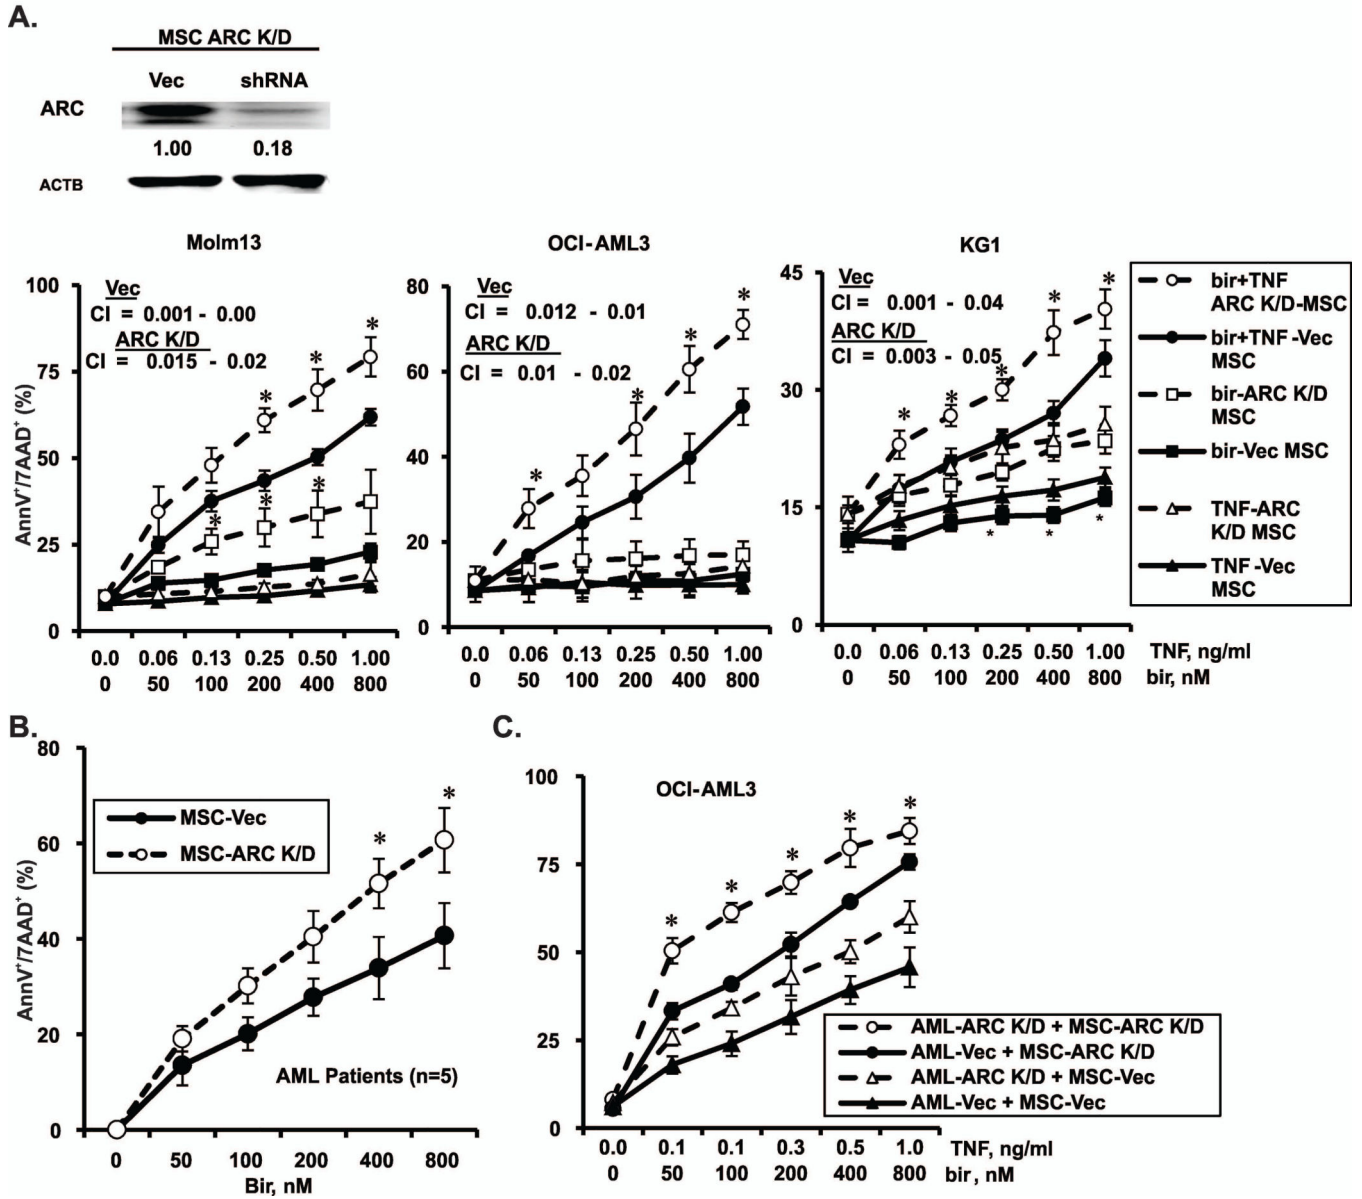 A.
MSC ARC K/D
Vec shRNA
ARC
1.00 0.18
ACTB
Molm13
OCI-AML3
KG1
AnnV⁺/7AAD⁺ (%)
100
75
50
25
0
Vec
CI = 0.001 - 0.00
ARC K/D
CI = 0.015 - 0.02
* * * * * *
0.0 0.06 0.13 0.25 0.50 1.00
0 50 100 200 400 800
80
60
40
20
0
Vec
CI = 0.012 - 0.01
ARC K/D
CI = 0.01 - 0.02
* * * *
0.0 0.06 0.13 0.25 0.50 1.00
0 50 100 200 400 800
45
30
15
0
Vec
CI = 0.001 - 0.04
ARC K/D
CI = 0.003 - 0.05
* * * * *
* * *
0.0 0.06 0.13 0.25 0.50 1.00 TNF, ng/ml
0 50 100 200 400 800 bir, nM
bir+TNF
ARC K/D-MSC
bir+TNF-Vec
MSC
bir-ARC K/D
MSC
bir-Vec MSC
TNF-ARC
K/D MSC
TNF-Vec
MSC
B.
AnnV⁺/7AAD⁺ (%)
80
60
40
20
0
MSC-Vec
MSC-ARC K/D
* *
AML Patients (n=5)
0 50 100 200 400 800
Bir, nM
C.
OCI-AML3
100
75
50
25
0
* * * * *
AML-ARC K/D + MSC-ARC K/D
AML-Vec + MSC-ARC K/D
AML-ARC K/D + MSC-Vec
AML-Vec + MSC-Vec
0.0 0.1 0.1 0.3 0.5 1.0 TNF, ng/ml
0 50 100 200 400 800 bir, nM